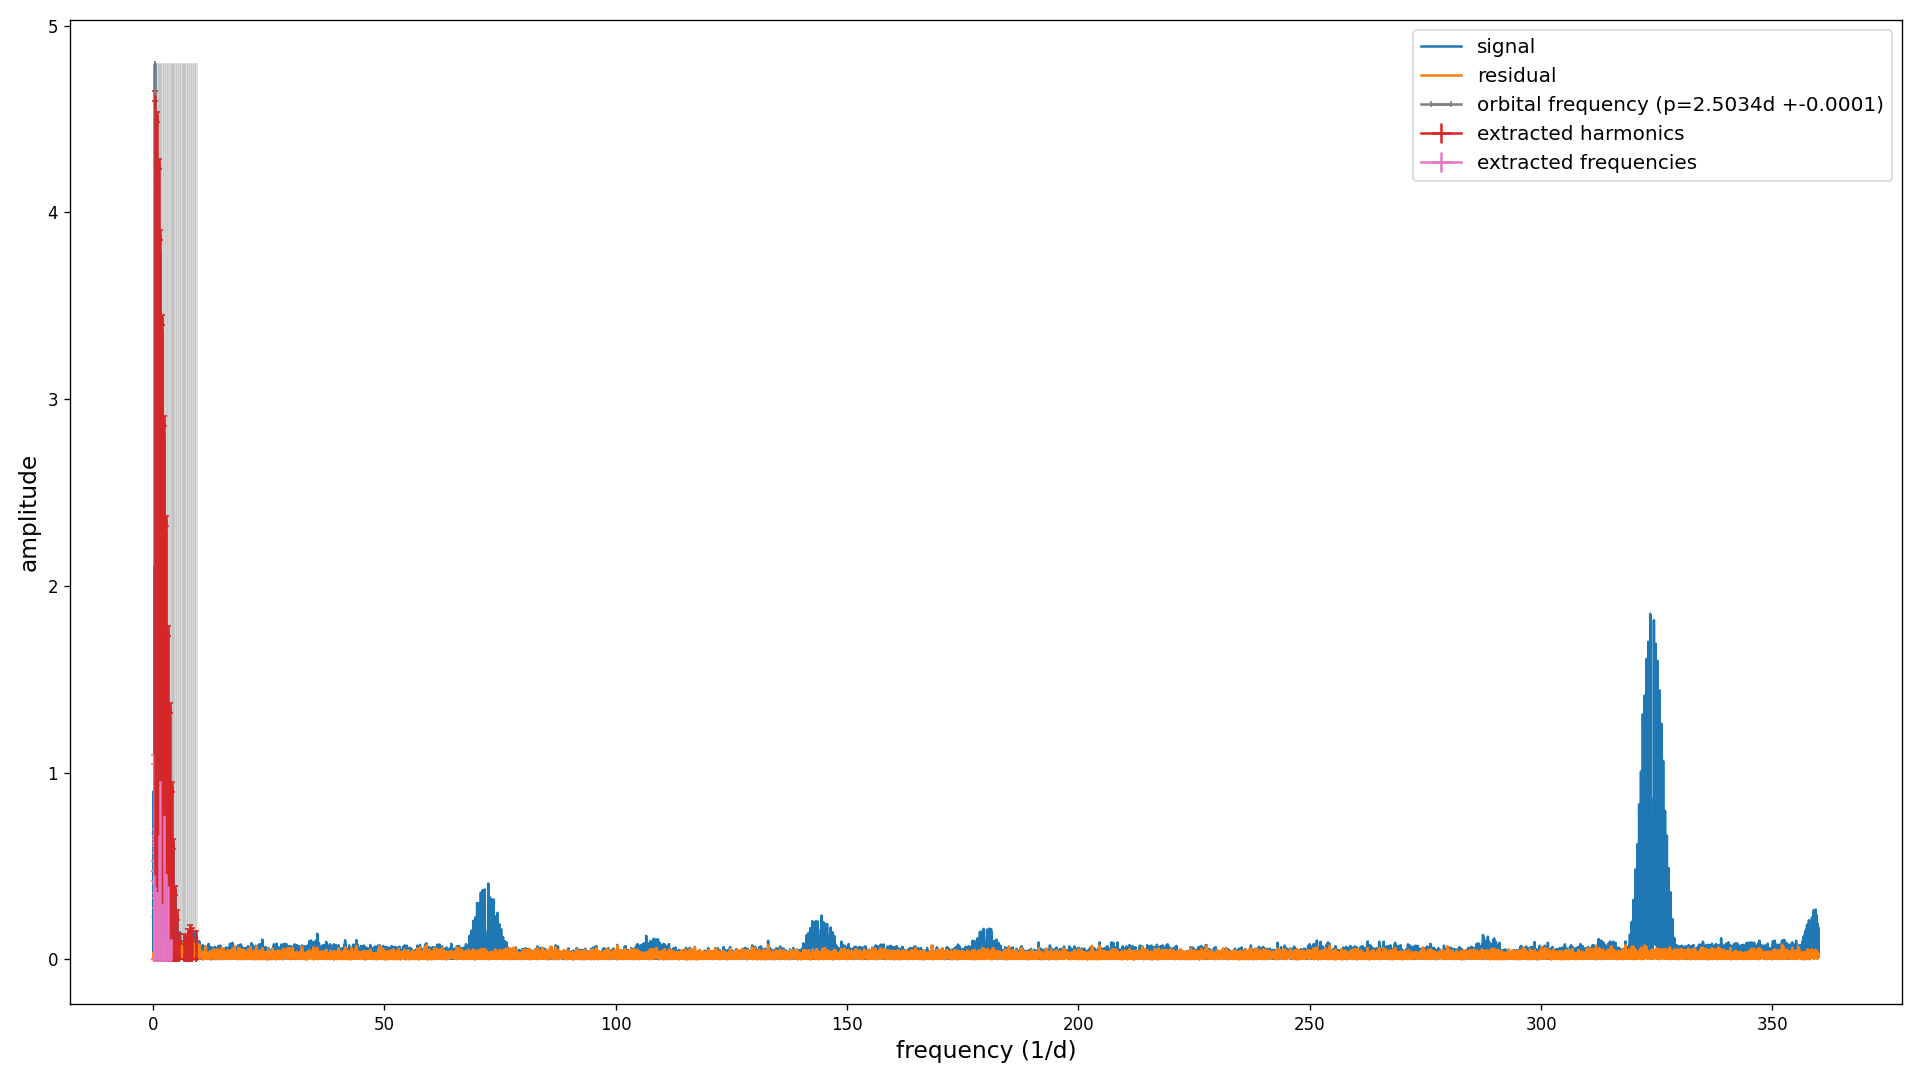 5
4
3
2
1
0
amplitude
signal
residual
orbital frequency (p=2.5034d +-0.0001)
extracted harmonics
extracted frequencies
0 50 100 150 200 250 300 350
frequency (1/d)